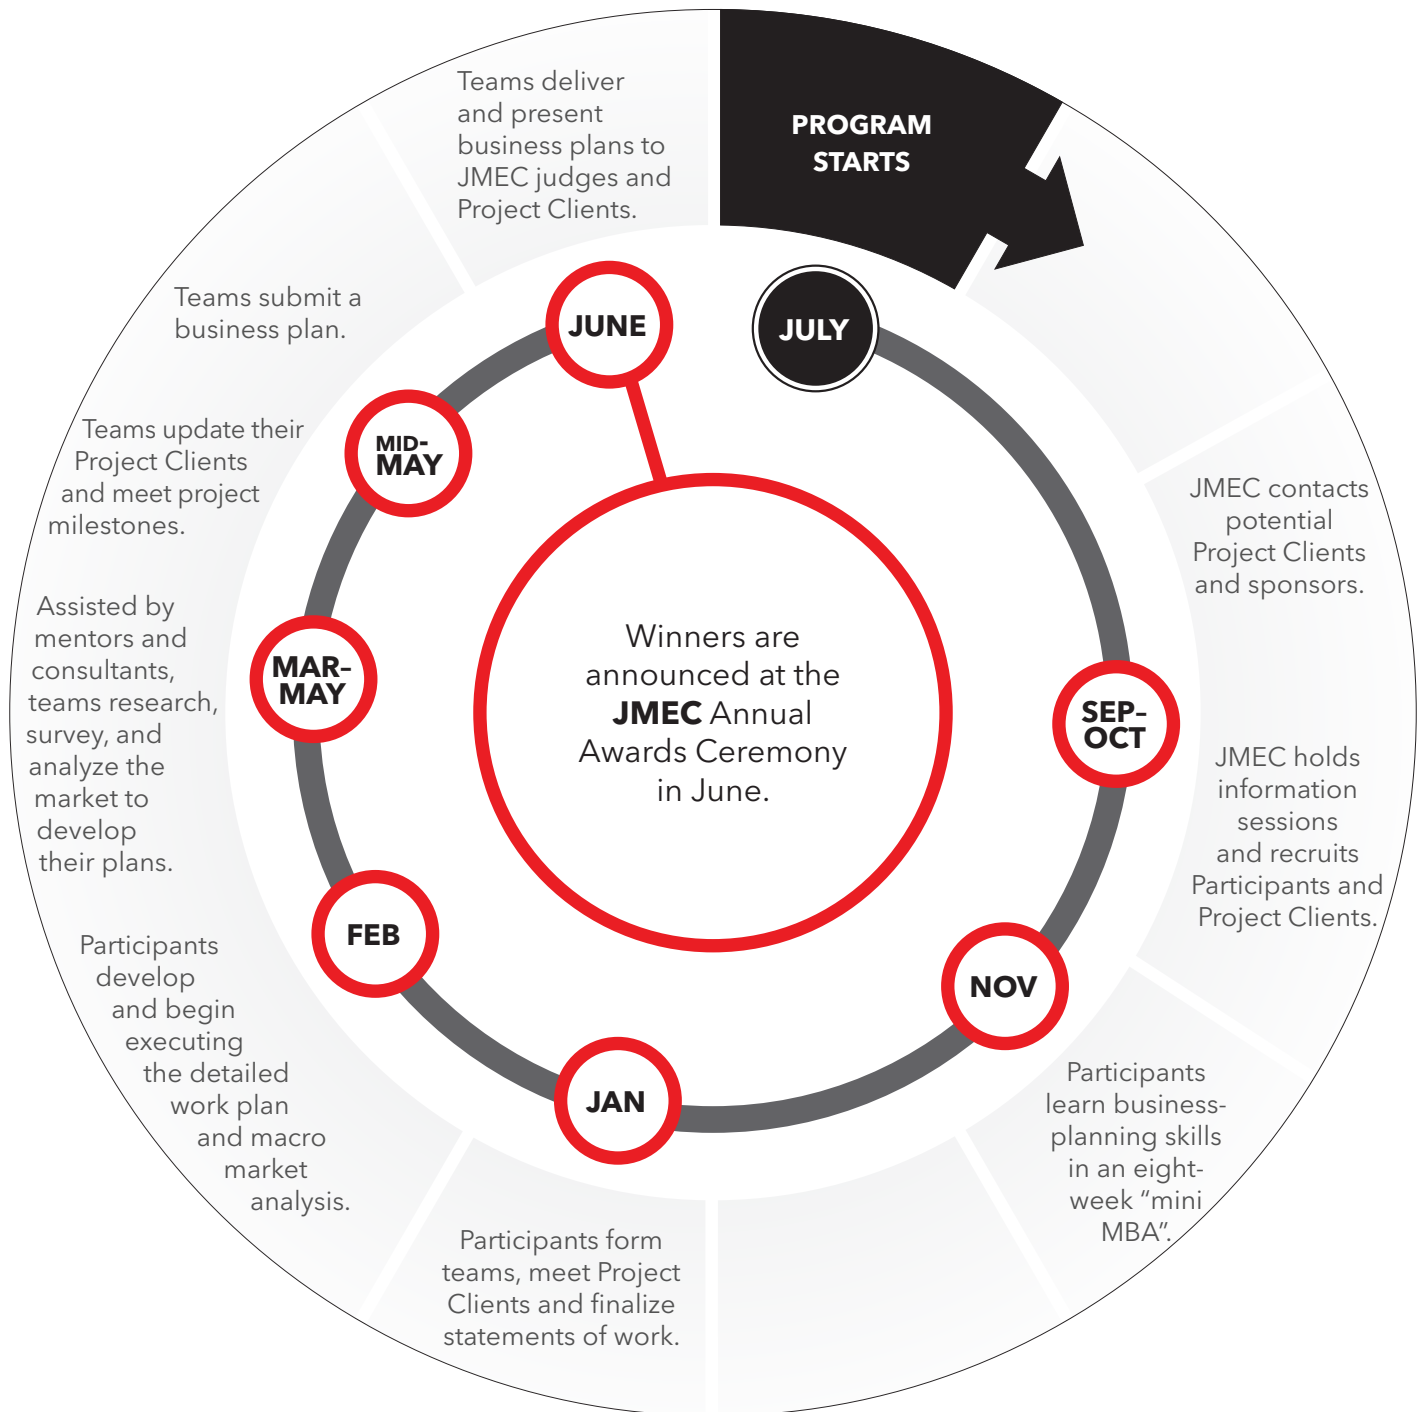 PROGRAM
STARTS
JULY
JMEC contacts
potential
Project Clients
and sponsors.
SEP–
OCT
JMEC holds
information
sessions
and recruits
Participants and
Project Clients.
NOV
Participants
learn business-
planning skills
in an eight-
week “mini
MBA”.
JAN
Participants form
teams, meet Project
Clients and finalize
statements of work.
FEB
Participants
develop
and begin
executing
the detailed
work plan
and macro
market
analysis.
MAR–
MAY
Assisted by
mentors and
consultants,
teams research,
survey, and
analyze the
market to
develop
their plans.
Teams update their
Project Clients
and meet project
milestones.
MID-
MAY
Teams submit a
business plan.
JUNE
Teams deliver
and present
business plans to
JMEC judges and
Project Clients.
Winners are
announced at the
JMEC Annual
Awards Ceremony
in June.